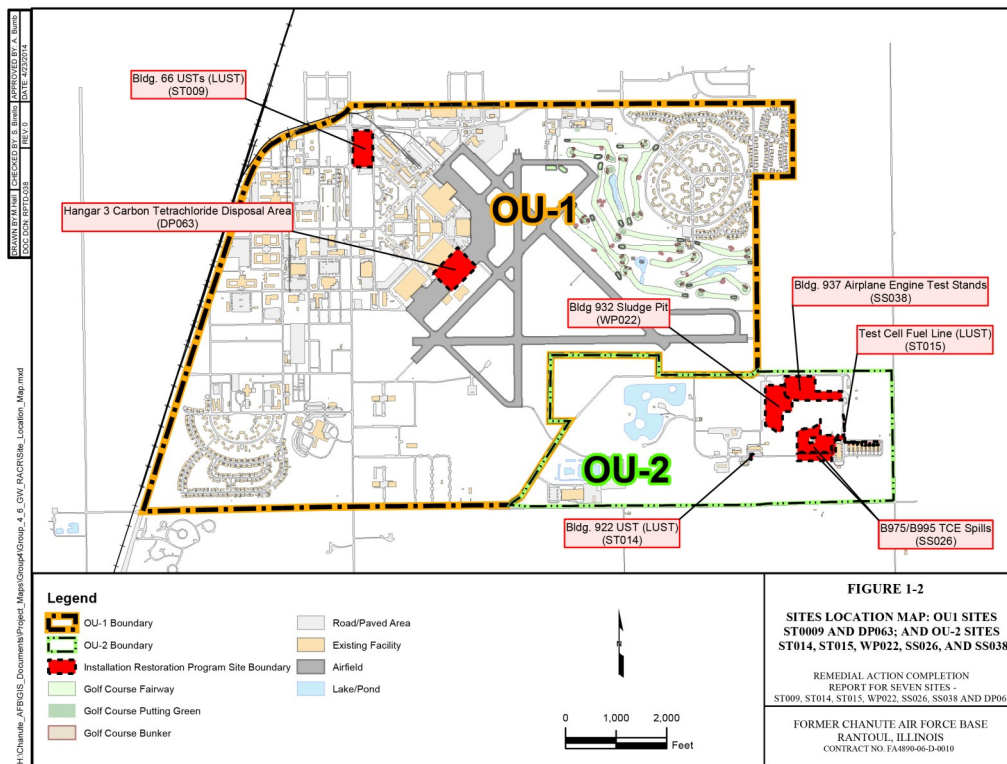 DRAWN BY: M.Hall
CHECKED BY: S. Birello
APPROVED BY: A. Bumb
DOC DCN: RPTD-038
REV:0
DATE: 4/23/2014
H:\Chanute_AFB\GIS_Documents\Project_Maps\Group4\Group_4_6_GW_RACR\Site_Location_Map.mxd
Bldg. 66 USTs (LUST)
(ST009)
Hangar 3 Carbon Tetrachloride Disposal Area
(DP063)
OU-1
Bldg. 937 Airplane Engine Test Stands
(SS038)
Bldg 932 Sludge Pit
(WP022)
Test Cell Fuel Line (LUST)
(ST015)
OU-2
Bldg. 922 UST (LUST)
(ST014)
B975/B995 TCE Spills
(SS026)
Legend
OU-1 Boundary
OU-2 Boundary
Installation Restoration Program Site Boundary
Golf Course Fairway
Golf Course Putting Green
Golf Course Bunker
Road/Paved Area
Existing Facility
Airfield
Lake/Pond
N
0 1,000 2,000
Feet
FIGURE 1-2
SITES LOCATION MAP: OU1 SITES
ST0009 AND DP063; AND OU-2 SITES
ST014, ST015, WP022, SS026, AND SS038
REMEDIAL ACTION COMPLETION
REPORT FOR SEVEN SITES -
ST009, ST014, ST015, WP022, SS026, SS038 AND DP06
FORMER CHANUTE AIR FORCE BASE
RANTOUL, ILLINOIS
CONTRACT NO. FA4890-06-D-0010